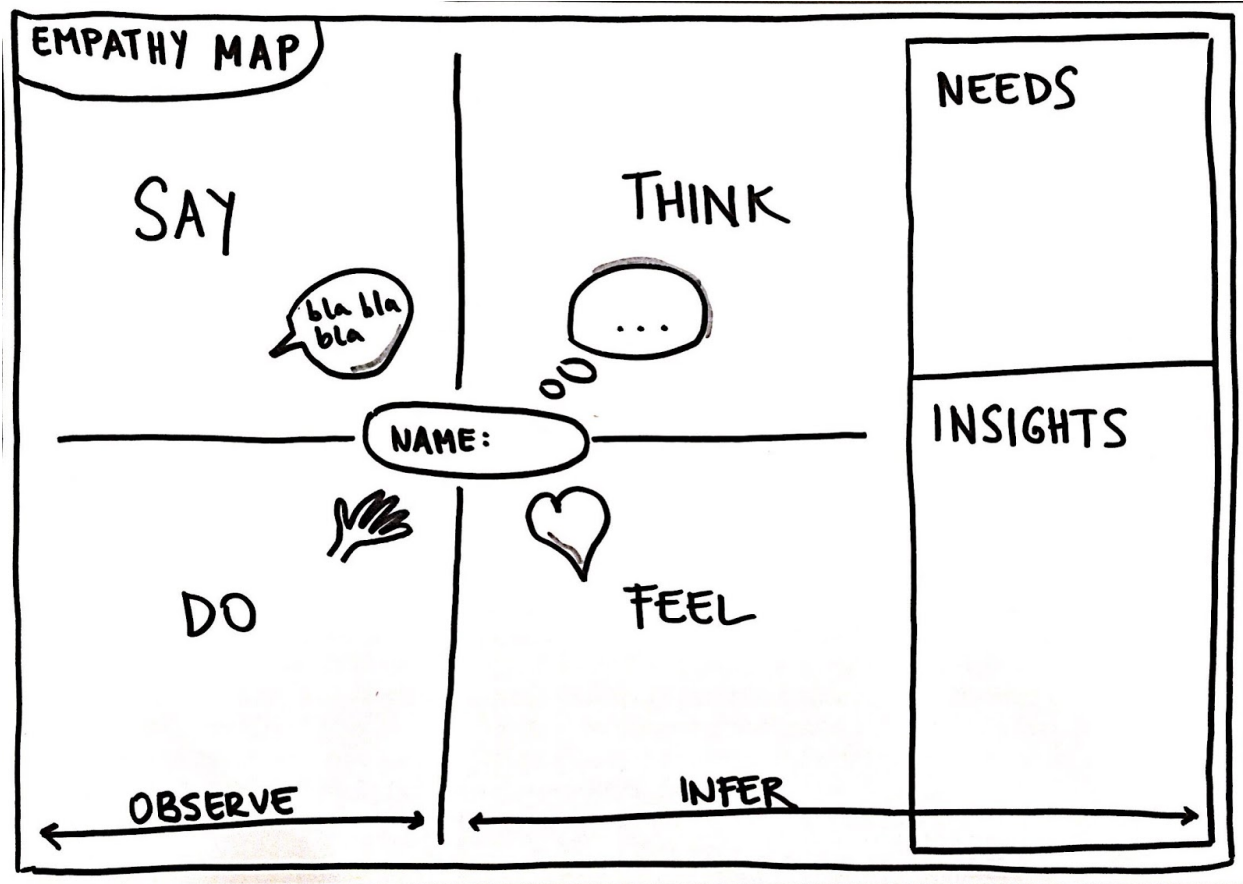 EMPATHY MAP
SAY
bla bla
bla
THINK
...
NAME:
DO
FEEL
OBSERVE
INFER
NEEDS
INSIGHTS